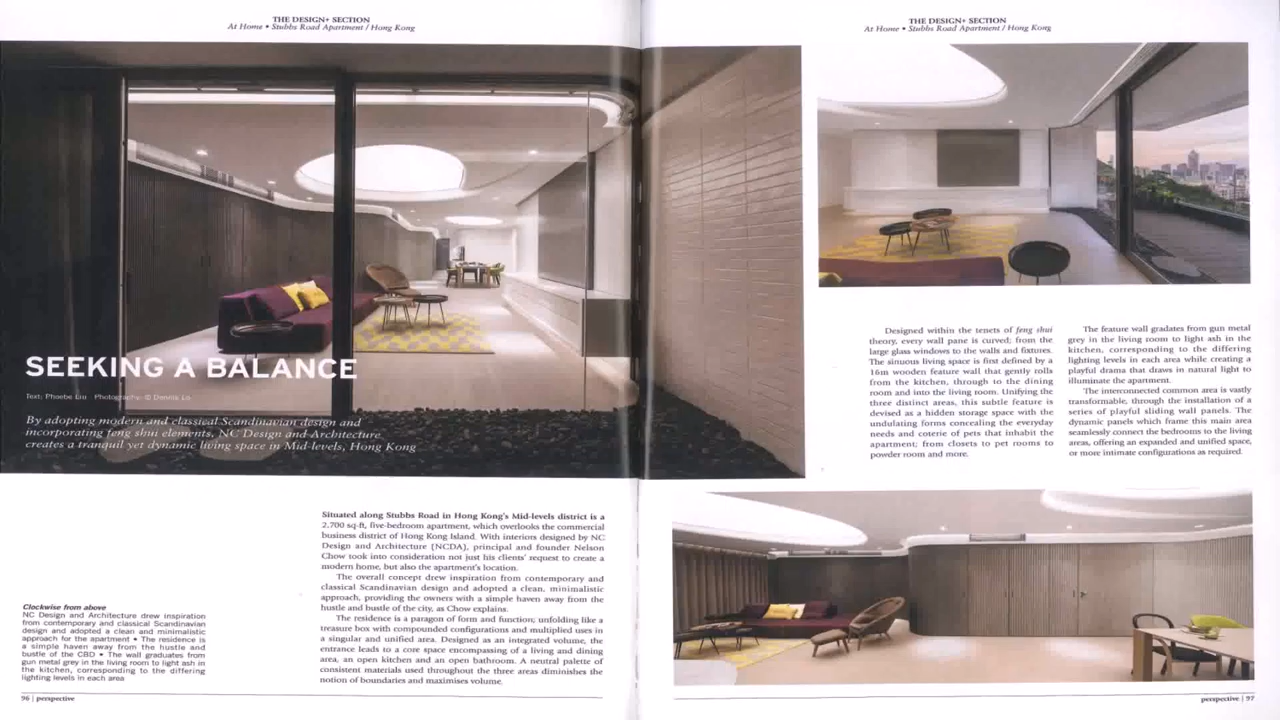 THE DESIGN+ SECTION
At Home • Stubbs Road Apartment / Hong Kong
SEEKING A BALANCE
Text: Phoebe Liu Photography: © Dennis Lo
By adopting modern and classical Scandinavian design and
incorporating feng shui elements, NC Design and Architecture
creates a tranquil yet dynamic living space in Mid-levels, Hong Kong
Clockwise from above
NC Design and Architecture drew inspiration
from contemporary and classical Scandinavian
design and adopted a clean and minimalistic
approach for the apartment • The residence is
a simple haven away from the hustle and
bustle of the CBD • The wall graduates from
gun metal grey in the living room to light ash in
the kitchen, corresponding to the differing
lighting levels in each area
Situated along Stubbs Road in Hong Kong's Mid-levels district is a
2,700 sq-ft, five-bedroom apartment, which overlooks the commercial
business district of Hong Kong Island. With interiors designed by NC
Design and Architecture (NCDA), principal and founder Nelson
Chow took into consideration not just his clients' request to create a
modern home, but also the apartment's location.
The overall concept drew inspiration from contemporary and
classical Scandinavian design and adopted a clean, minimalistic
approach, providing the owners with a simple haven away from the
hustle and bustle of the city, as Chow explains.
The residence is a paragon of form and function; unfolding like a
treasure box with compounded configurations and multiplied uses in
a singular and unified area. Designed as an integrated volume, the
entrance leads to a core space encompassing of a living and dining
area, an open kitchen and an open bathroom. A neutral palette of
consistent materials used throughout the three areas diminishes the
notion of boundaries and maximises volume.
96 | perspective
THE DESIGN+ SECTION
At Home • Stubbs Road Apartment / Hong Kong
Designed within the tenets of feng shui
theory, every wall pane is curved; from the
large glass windows to the walls and fixtures.
The sinuous living space is first defined by a
16m wooden feature wall that gently rolls
from the kitchen, through to the dining
room and into the living room. Unifying the
three distinct areas, this subtle feature is
devised as a hidden storage space with the
undulating forms concealing the everyday
needs and coterie of pets that inhabit the
apartment; from closets to pet rooms to
powder room and more.
The feature wall gradates from gun metal
grey in the living room to light ash in the
kitchen, corresponding to the differing
lighting levels in each area while creating a
playful drama that draws in natural light to
illuminate the apartment.
The interconnected common area is vastly
transformable, through the installation of a
series of playful sliding wall panels. The
dynamic panels which frame this main area
seamlessly connect the bedrooms to the living
areas, offering an expanded and unified space,
or more intimate configurations as required.
perspective | 97